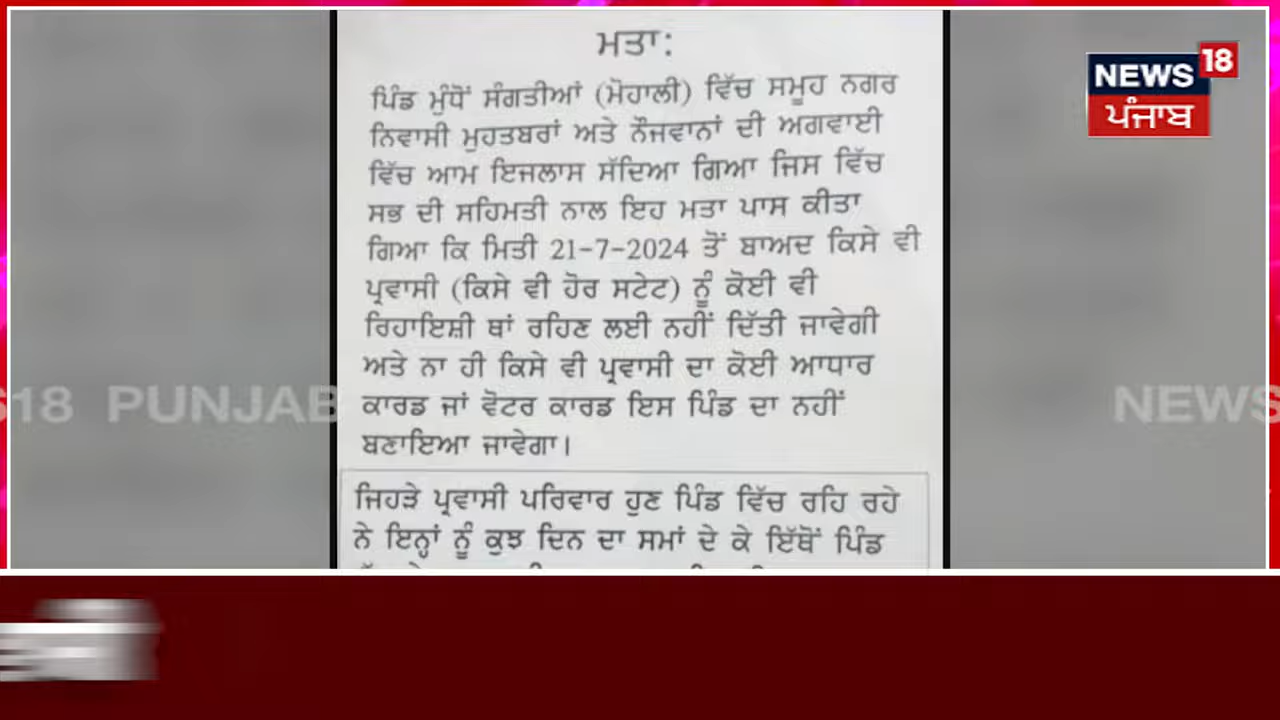 ਮਤਾ:
NEWS 18
ਪੰਜਾਬ
ਪਿੰਡ ਮੁੰਧੋਂ ਸੰਗਤੀਆਂ (ਮੋਹਾਲੀ) ਵਿੱਚ ਸਮੂਹ ਨਗਰ
ਨਿਵਾਸੀ ਮੁਹਤਬਰਾਂ ਅਤੇ ਨੌਜਵਾਨਾਂ ਦੀ ਅਗਵਾਈ
ਵਿੱਚ ਆਮ ਇਜਲਾਸ ਸੱਦਿਆ ਗਿਆ ਜਿਸ ਵਿੱਚ
ਸਭ ਦੀ ਸਹਿਮਤੀ ਨਾਲ ਇਹ ਮਤਾ ਪਾਸ ਕੀਤਾ
ਗਿਆ ਕਿ ਮਿਤੀ 21-7-2024 ਤੋਂ ਬਾਅਦ ਕਿਸੇ ਵੀ
ਪ੍ਰਵਾਸੀ (ਕਿਸੇ ਵੀ ਹੋਰ ਸਟੇਟ) ਨੂੰ ਕੋਈ ਵੀ
ਰਿਹਾਇਸ਼ੀ ਥਾਂ ਰਹਿਣ ਲਈ ਨਹੀਂ ਦਿੱਤੀ ਜਾਵੇਗੀ
ਅਤੇ ਨਾ ਹੀ ਕਿਸੇ ਵੀ ਪ੍ਰਵਾਸੀ ਦਾ ਕੋਈ ਆਧਾਰ
ਕਾਰਡ ਜਾਂ ਵੋਟਰ ਕਾਰਡ ਇਸ ਪਿੰਡ ਦਾ ਨਹੀਂ
ਬਣਾਇਆ ਜਾਵੇਗਾ।
18 PUNJAB
NEWS
ਜਿਹੜੇ ਪ੍ਰਵਾਸੀ ਪਰਿਵਾਰ ਹੁਣ ਪਿੰਡ ਵਿੱਚ ਰਹਿ ਰਹੇ
ਨੇ ਇਨ੍ਹਾਂ ਨੂੰ ਕੁਝ ਦਿਨ ਦਾ ਸਮਾਂ ਦੇ ਕੇ ਇੱਥੋਂ ਪਿੰਡ